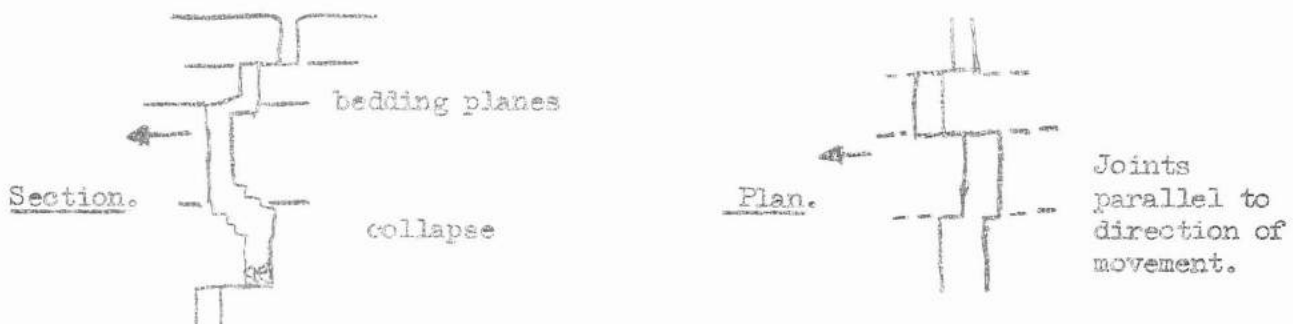 bedding planes
Section.
collapse
Plan.
Joints
parallel to
direction of
movement.